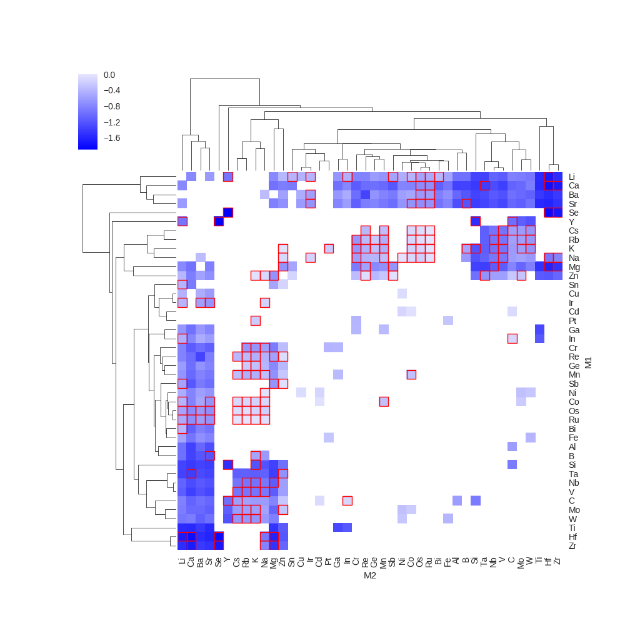 0.0
−0.4
−0.8
−1.2
−1.6
Li
Ca
Ba
Sr
Se
Y
Cs
Rb
K
Na
Mg
Zn
Sn
Cu
Ir
Cd
Pt
Ga
In
Cr
Re
Ge
Mn
Sb
Ni
Co
Os
Ru
Bi
Fe
Al
B
Si
Ta
Nb
V
C
Mo
W
Ti
Hf
Zr
M1
Li Ca Ba Sr Se Y Cs Rb K Na Mg Zn Sn Cu Ir Cd Pt Ga In Cr Re Ge Mn Sb Ni Co Os Ru Bi Fe Al B Si Ta Nb V C Mo W Ti Hf Zr
M2